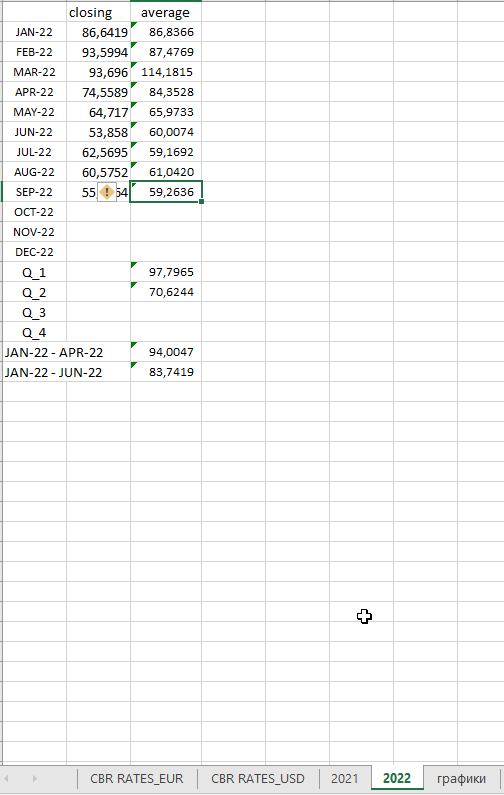 closing average
JAN-22 86,6419 86,8366
FEB-22 93,5994 87,4769
MAR-22 93,696 114,1815
APR-22 74,5589 84,3528
MAY-22 64,717 65,9733
JUN-22 53,858 60,0074
JUL-22 62,5695 59,1692
AUG-22 60,5752 61,0420
SEP-22 59,2636
OCT-22
NOV-22
DEC-22
Q_1 97,7965
Q_2 70,6244
Q_3
Q_4
JAN-22 - APR-22 94,0047
JAN-22 - JUN-22 83,7419
CBR RATES_EUR CBR RATES_USD 2021 2022 графики